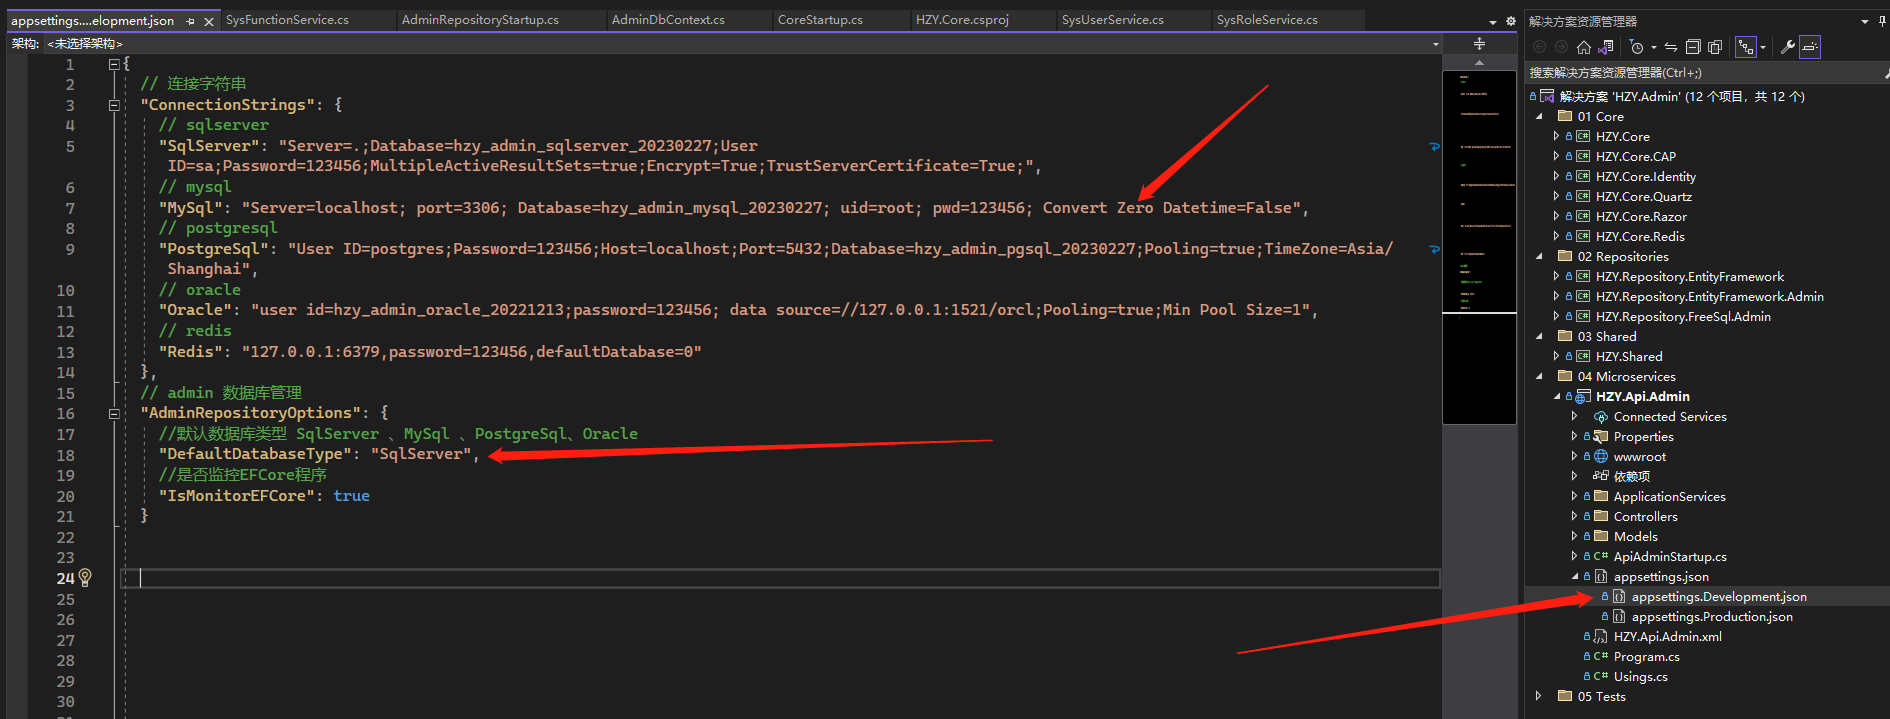 appsettings....elopment.json
SysFunctionService.cs
AdminRepositoryStartup.cs
AdminDbContext.cs
CoreStartup.cs
HZY.Core.csproj
SysUserService.cs
SysRoleService.cs
架构: <未选择架构>
1 {
2 // 连接字符串
3 "ConnectionStrings": {
4 // sqlserver
5 "SqlServer": "Server=.;Database=hzy_admin_sqlserver_20230227;User
ID=sa;Password=123456;MultipleActiveResultSets=true;Encrypt=True;TrustServerCertificate=True;",
6 // mysql
7 "MySql": "Server=localhost; port=3306; Database=hzy_admin_mysql_20230227; uid=root; pwd=123456; Convert Zero Datetime=False",
8 // postgresql
9 "PostgreSql": "User ID=postgres;Password=123456;Host=localhost;Port=5432;Database=hzy_admin_pgsql_20230227;Pooling=true;TimeZone=Asia/
Shanghai",
10 // oracle
11 "Oracle": "user id=hzy_admin_oracle_20221213;password=123456; data source=//127.0.0.1:1521/orcl;Pooling=true;Min Pool Size=1",
12 // redis
13 "Redis": "127.0.0.1:6379,password=123456,defaultDatabase=0"
14 },
15 // admin 数据库管理
16 "AdminRepositoryOptions": {
17 //默认数据库类型 SqlServer 、MySql 、PostgreSql、Oracle
18 "DefaultDatabaseType": "SqlServer",
19 //是否监控EFCore程序
20 "IsMonitorEFCore": true
21 }
22
23
24
25
26
27
28
29
30
解决方案资源管理器
搜索解决方案资源管理器(Ctrl+;)
解决方案 'HZY.Admin' (12 个项目，共 12 个)
01 Core
HZY.Core
HZY.Core.CAP
HZY.Core.Identity
HZY.Core.Quartz
HZY.Core.Razor
HZY.Core.Redis
02 Repositories
HZY.Repository.EntityFramework
HZY.Repository.EntityFramework.Admin
HZY.Repository.FreeSql.Admin
03 Shared
HZY.Shared
04 Microservices
HZY.Api.Admin
Connected Services
Properties
wwwroot
依赖项
ApplicationServices
Controllers
Models
C# ApiAdminStartup.cs
appsettings.json
appsettings.Development.json
appsettings.Production.json
HZY.Api.Admin.xml
C# Program.cs
C# Usings.cs
05 Tests